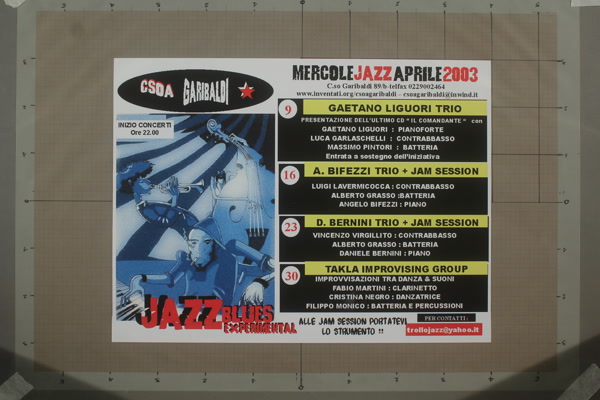 CSOA GARIBALDI
MERCOLEJAZZAPRILE2003
C.so Garibaldi 89/b-telfax 0229002464
www.inventati.org/csoagaribaldi - csoagaribaldi@inwind.it
INIZIO CONCERTI
Ore 22.00
9 GAETANO LIGUORI TRIO
PRESENTAZIONE DELL'ULTIMO CD " IL COMANDANTE " con
GAETANO LIGUORI : PIANOFORTE
LUCA GARLASCHELLI : CONTRABBASSO
MASSIMO PINTORI : BATTERIA
Entrata a sostegno dell'iniziativa
16 A. BIFEZZI TRIO + JAM SESSION
LUIGI LAVERMICOCCA : CONTRABBASSO
ALBERTO GRASSO :BATTERIA
ANGELO BIFEZZI : PIANO
23 D. BERNINI TRIO + JAM SESSION
VINCENZO VIRGILLITO : CONTRABBASSO
ALBERTO GRASSO : BATTERIA
DANIELE BERNINI : PIANO
30 TAKLA IMPROVISING GROUP
IMPROVVISAZIONI TRA DANZA & SUONI
FABIO MARTINI : CLARINETTO
CRISTINA NEGRO : DANZATRICE
FILIPPO MONICO : BATTERIA E PERCUSSIONI
JAZZ BLUES
EXPERIMENTAL
ALLE JAM SESSION PORTATEVI
LO STRUMENTO !!
PER CONTATTI :
trellojazz@yahoo.it